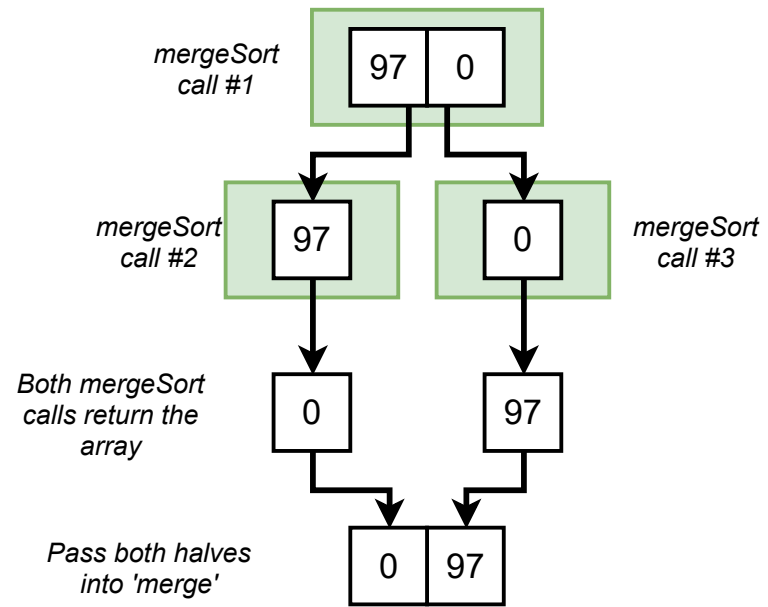 mergeSort
call #1
97 0
mergeSort
call #2
97
0
mergeSort
call #3
Both mergeSort
calls return the
array
0
97
Pass both halves
into 'merge'
0 97